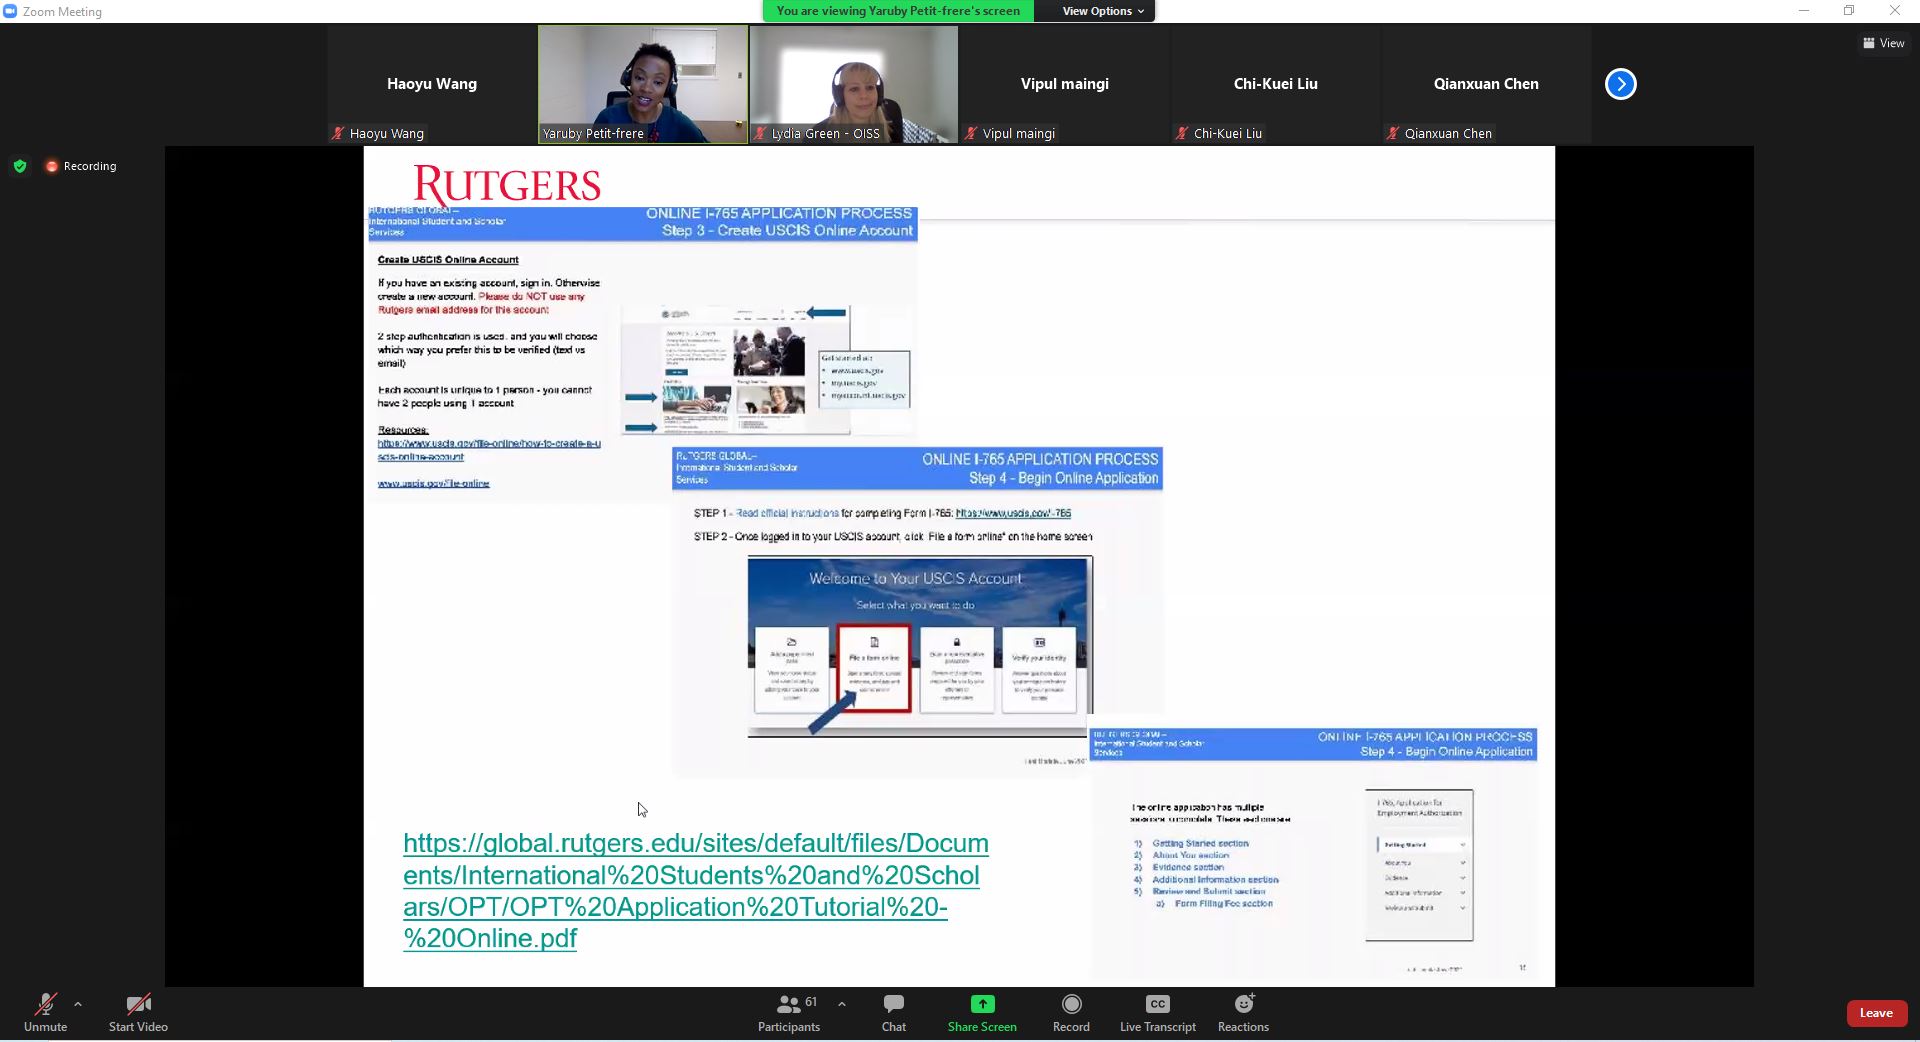 Zoom Meeting
You are viewing Yaruby Petit-frere's screen
View Options
View
Haoyu Wang
Haoyu Wang
Yaruby Petit-frere
Lydia Green - OISS
Vipul maingi
Vipul maingi
Chi-Kuei Liu
Chi-Kuei Liu
Qianxuan Chen
Qianxuan Chen
Recording
RUTGERS
RUTGERS GLOBAL–
International Student and Scholar
Services
ONLINE I-765 APPLICATION PROCESS
Step 3 - Create USCIS Online Account
Create USCIS Online Account
If you have an existing account, sign in. Otherwise
create a new account. Please do NOT use any
Rutgers email address for this account
2 step authentication is used, and you will choose
which way you prefer this to be verified (text vs
email)
Each account is unique to 1 person - you cannot
have 2 people using 1 account
Resources:
https://www.uscis.gov/file-online/how-to-create-a-u
scis-online-account
www.uscis.gov/file-online
Get started at:
• www.uscis.gov
• my.uscis.gov
• myaccount.uscis.gov
RUTGERS GLOBAL–
International Student and Scholar
Services
ONLINE I-765 APPLICATION PROCESS
Step 4 - Begin Online Application
STEP 1 - Read official instructions for completing Form I-765: https://www.uscis.gov/i-765
STEP 2 - Once logged in to your USCIS account, click "File a form online" on the home screen
Welcome to Your USCIS Account
Select what you want to do
File a form online
Verify your identity
RUTGERS GLOBAL–
International Student and Scholar
Services
ONLINE I-765 APPLICATION PROCESS
Step 4 - Begin Online Application
The online application has multiple
1) Getting Started section
2) About You section
3) Evidence section
4) Additional Information section
5) Review and Submit section
a) Form Filing Fee section
I-765, Application for
Employment Authorization
Getting Started
About You
Evidence
Additional Information
Review and Submit
https://global.rutgers.edu/sites/default/files/Docum
ents/International%20Students%20and%20Schol
ars/OPT/OPT%20Application%20Tutorial%20-
%20Online.pdf
Unmute
Start Video
61
Participants
Chat
Share Screen
Record
CC
Live Transcript
Reactions
Leave